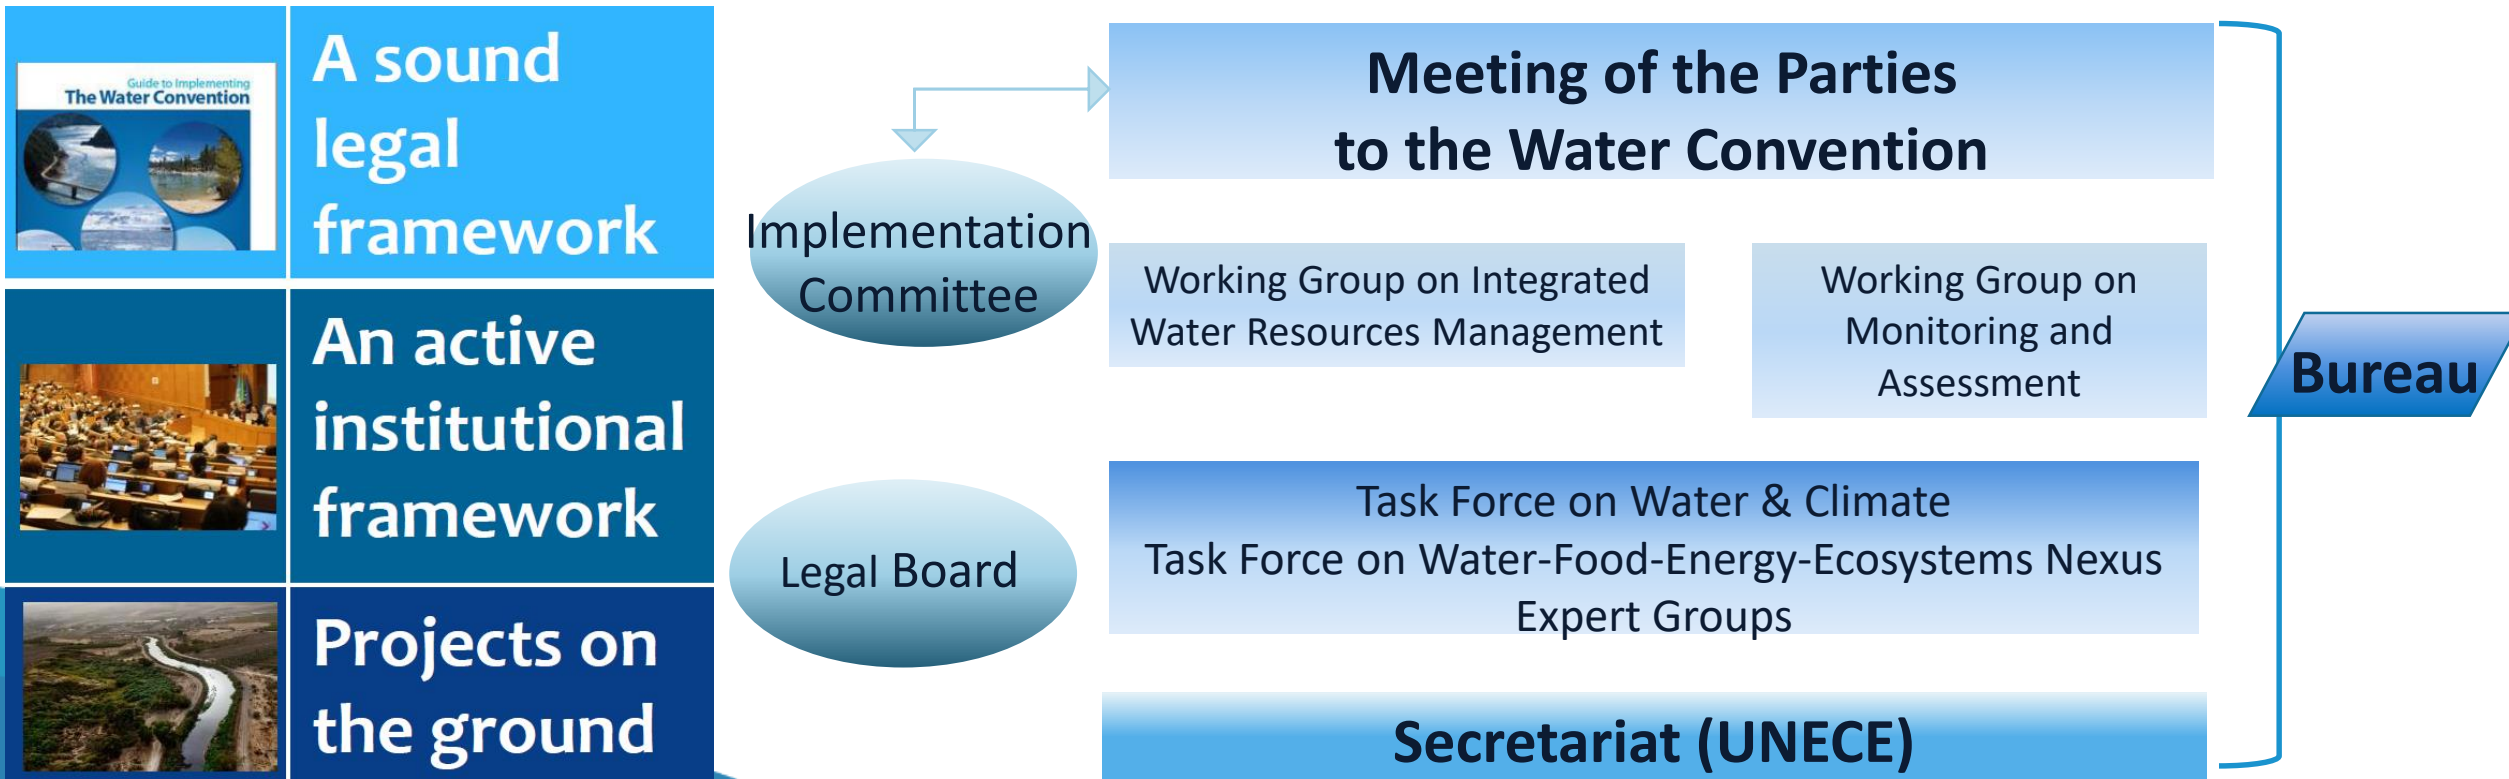 Guide to Implementing
The Water Convention
A sound
legal
framework
An active
institutional
framework
Projects on
the ground
Implementation
Committee
Legal Board
Meeting of the Parties
to the Water Convention
Working Group on Integrated
Water Resources Management
Working Group on
Monitoring and
Assessment
Task Force on Water & Climate
Task Force on Water-Food-Energy-Ecosystems Nexus
Expert Groups
Secretariat (UNECE)
Bureau